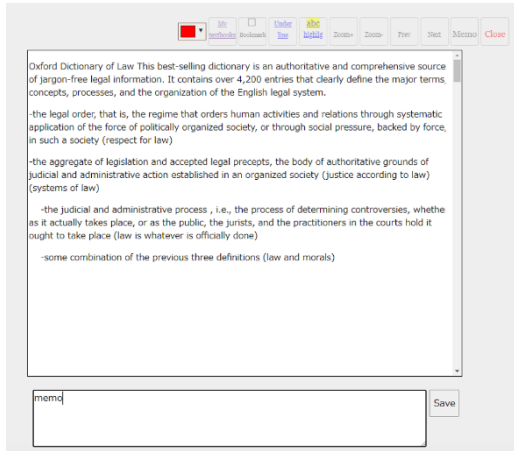 My textbooks Bookmark Under line abc highlig Zoom+ Zoom- Prev Next Memo Close
Oxford Dictionary of Law This best-selling dictionary is an authoritative and comprehensive source
of jargon-free legal information. It contains over 4,200 entries that clearly define the major terms,
concepts, processes, and the organization of the English legal system.
-the legal order, that is, the regime that orders human activities and relations through systematic
application of the force of politically organized society, or through social pressure, backed by force,
in such a society (respect for law)
-the aggregate of legislation and accepted legal precepts, the body of authoritative grounds of
judicial and administrative action established in an organized society (justice according to law)
(systems of law)
-the judicial and administrative process , i.e., the process of determining controversies, whethe
as it actually takes place, or as the public, the jurists, and the practitioners in the courts hold it
ought to take place (law is whatever is officially done)
-some combination of the previous three definitions (law and morals)
memo
Save